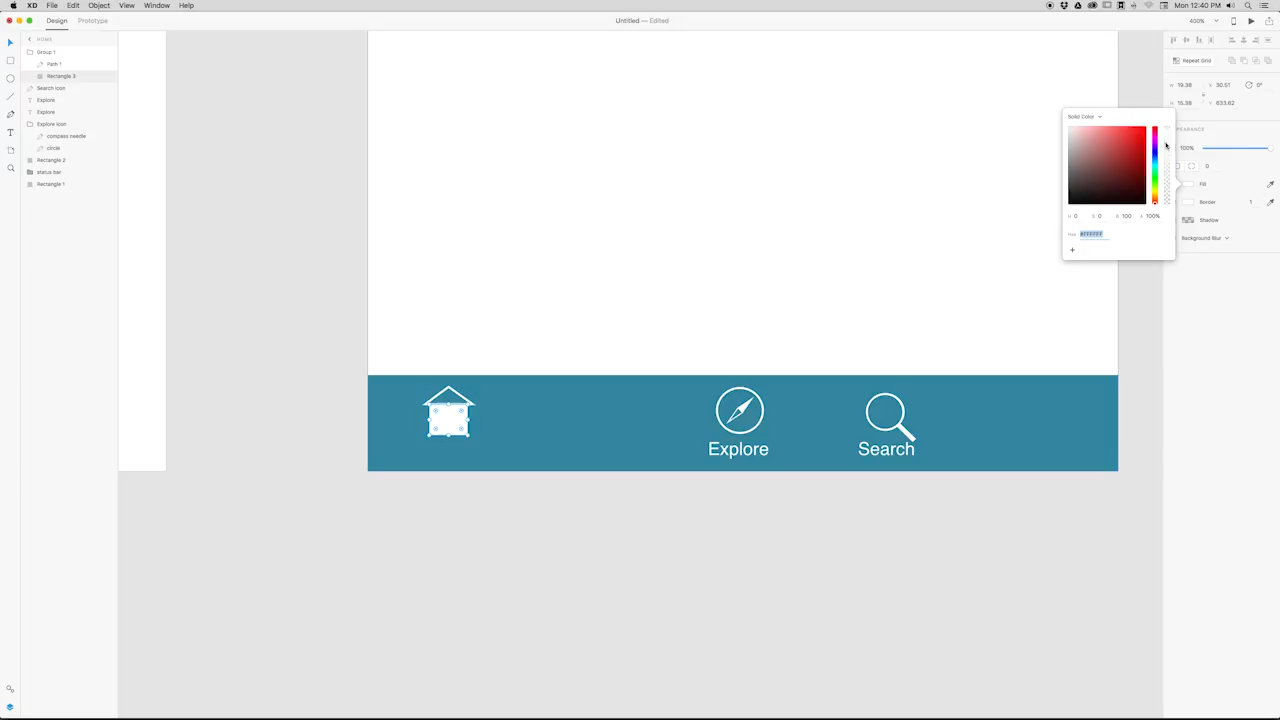 XD File Edit Object View Window Help
Mon 12:40 PM
Design Prototype
Untitled — Edited
400%
HOME
Group 1
Path 1
Rectangle 3
Search icon
Explore
Explore
Explore icon
compass needle
circle
Rectangle 2
status bar
Rectangle 1
Repeat Grid
W 19.38 X 30.51 0°
15.38 Y 633.62
Solid Color
100%
0
Fill
H 0 S 0 B 100 A 100%
Border 1
Shadow
Hex #FFFFFF
Background Blur
+
Explore
Search